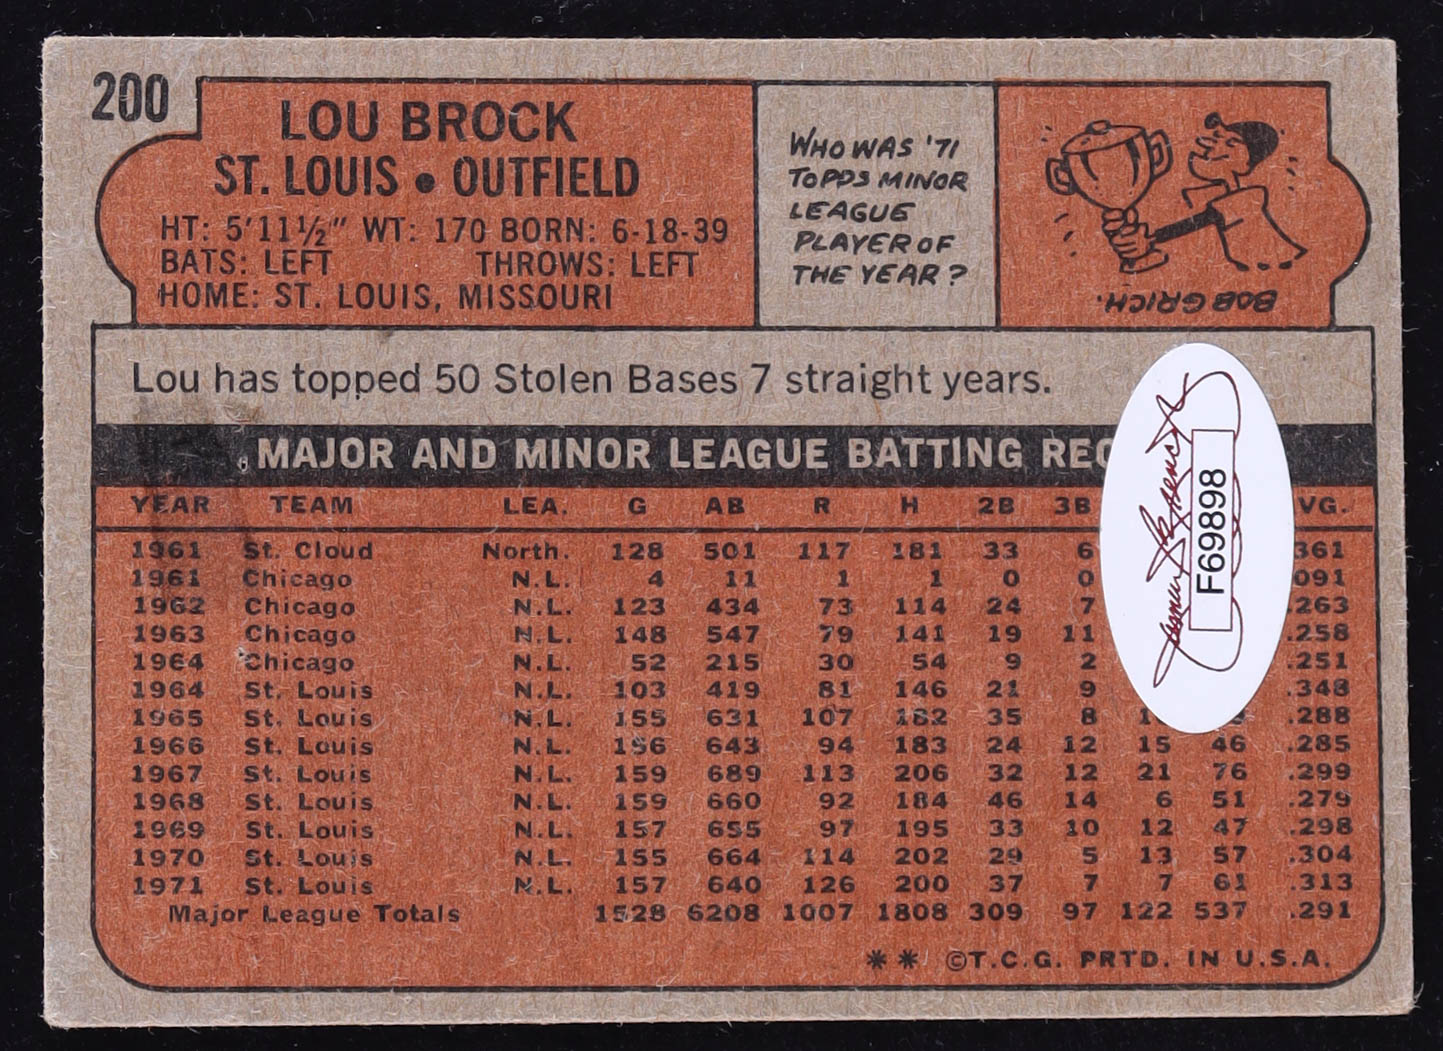 200
LOU BROCK
ST. LOUIS • OUTFIELD
HT: 5'11½" WT: 170 BORN: 6-18-39
BATS: LEFT THROWS: LEFT
HOME: ST. LOUIS, MISSOURI
WHO WAS '71
TOPPS MINOR
LEAGUE
PLAYER OF
THE YEAR?
BOB GRICH.
Lou has topped 50 Stolen Bases 7 straight years.
MAJOR AND MINOR LEAGUE BATTING REC
YEAR TEAM LEA. G AB R H 2B 3B VG.
1961 St. Cloud North. 128 501 117 181 33 6 361
1961 Chicago N.L. 4 11 1 1 0 0 091
1962 Chicago N.L. 123 434 73 114 24 7 .263
1963 Chicago N.L. 148 547 79 141 19 11 .258
1964 Chicago N.L. 52 215 30 54 9 2 .251
1964 St. Louis N.L. 103 419 81 146 21 9 .348
1965 St. Louis N.L. 155 631 107 182 35 8 .288
1966 St. Louis N.L. 156 643 94 183 24 12 15 46 .285
1967 St. Louis N.L. 159 689 113 206 32 12 21 76 .299
1968 St. Louis N.L. 159 660 92 184 46 14 6 51 .279
1969 St. Louis N.L. 157 655 97 195 33 10 12 47 .298
1970 St. Louis N.L. 155 664 114 202 29 5 13 57 .304
1971 St. Louis N.L. 157 640 126 200 37 7 7 61 .313
Major League Totals 1528 6208 1007 1808 309 97 122 537 .291
** ©T.C.G. PRTD. IN U.S.A.
F69898